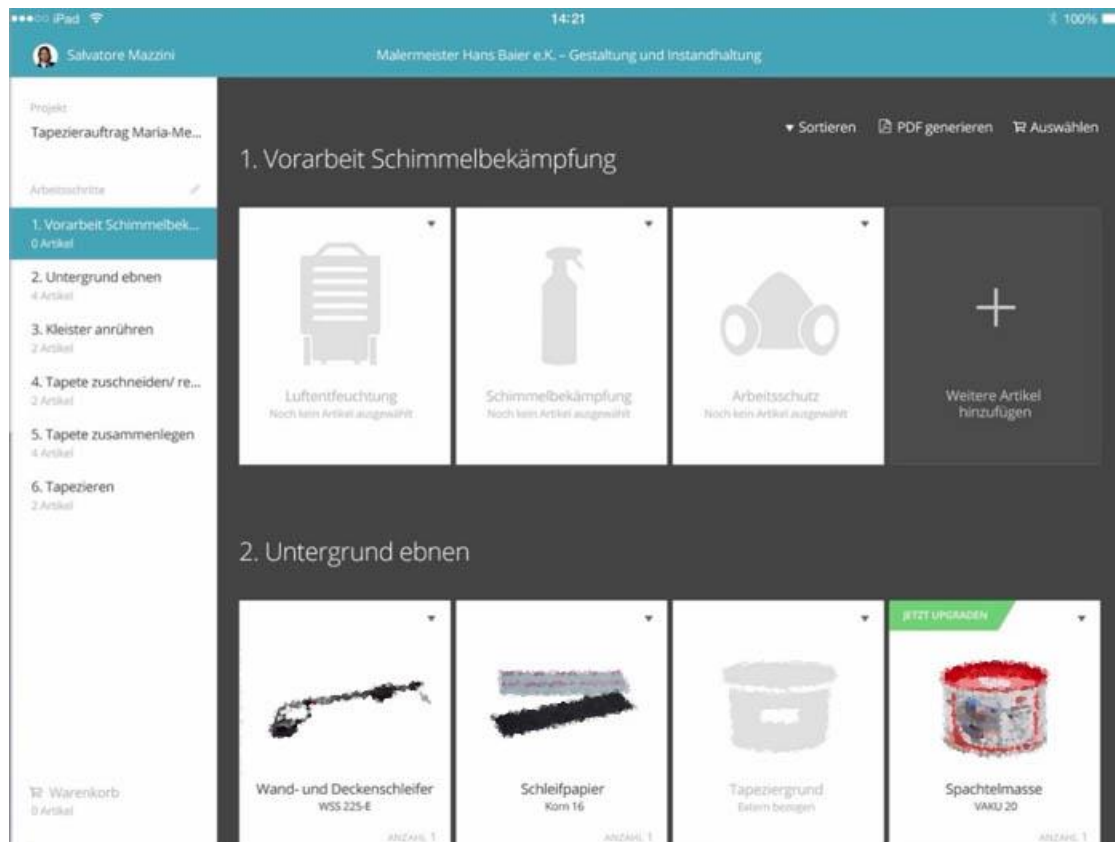 iPad
14:21
100%
Salvatore Mazzini
Malermeister Hans Baier e.K. – Gestaltung und Instandhaltung
Projekt
Tapezierauftrag Maria-Me...
Arbeitsschritte
1. Vorarbeit Schimmelbek...
0 Artikel
2. Untergrund ebnen
4 Artikel
3. Kleister anrühren
2 Artikel
4. Tapete zuschneiden/ re...
2 Artikel
5. Tapete zusammenlegen
4 Artikel
6. Tapezieren
2 Artikel
Warenkorb
0 Artikel
Sortieren
PDF generieren
Auswählen
1. Vorarbeit Schimmelbekämpfung
Luftentfeuchtung
Noch kein Artikel ausgewählt
Schimmelbekämpfung
Noch kein Artikel ausgewählt
Arbeitsschutz
Noch kein Artikel ausgewählt
Weitere Artikel
hinzufügen
2. Untergrund ebnen
Wand- und Deckenschleifer
WSS 225-E
ANZAHL 1
Schleifpapier
Korn 16
ANZAHL 1
Tapeziergrund
Extern bezogen
JETZT UPGRADEN
Spachtelmasse
VAKU 20
ANZAHL 1